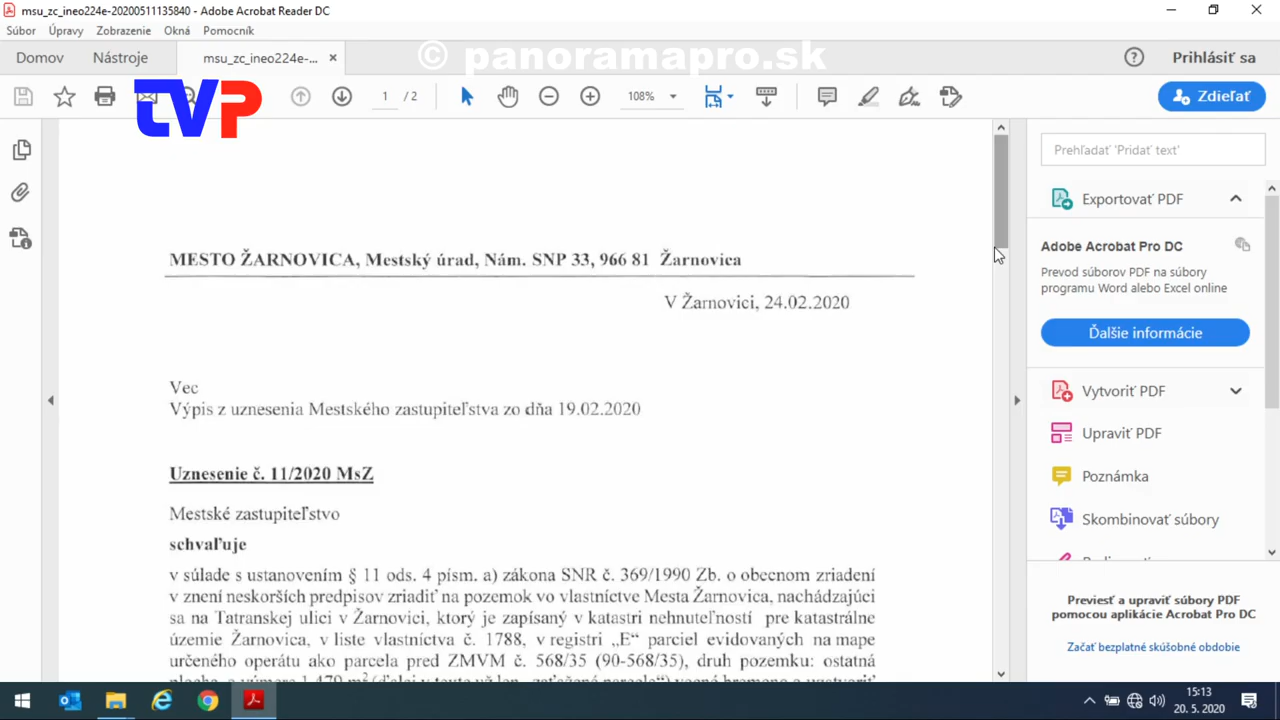 msu_zc_ineo224e-20200511135840 - Adobe Acrobat Reader DC
Súbor Úpravy Zobrazenie Okná Pomocník
© panoramapro.sk
Domov Nástroje msu_zc_ineo224e-... × Prihlásiť sa
TVP
1 / 2 108% Zdieľať
Prehľadať 'Pridať text'
Exportovať PDF
Adobe Acrobat Pro DC
Prevod súborov PDF na súbory
programu Word alebo Excel online
Ďalšie informácie
Vytvoriť PDF
Upraviť PDF
Poznámka
Skombinovať súbory
Previesť a upraviť súbory PDF
pomocou aplikácie Acrobat Pro DC
Začať bezplatné skúšobné obdobie
MESTO ŽARNOVICA, Mestský úrad, Nám. SNP 33, 966 81 Žarnovica
V Žarnovici, 24.02.2020
Vec
Výpis z uznesenia Mestského zastupiteľstva zo dňa 19.02.2020
Uznesenie č. 11/2020 MsZ
Mestské zastupiteľstvo
schvaľuje
v súlade s ustanovením § 11 ods. 4 písm. a) zákona SNR č. 369/1990 Zb. o obecnom zriadení
v znení neskorších predpisov zriadiť na pozemok vo vlastníctve Mesta Žarnovica, nachádzajúci
sa na Tatranskej ulici v Žarnovici, ktorý je zapísaný v katastri nehnuteľností pre katastrálne
územie Žarnovica, v liste vlastníctva č. 1788, v registri „E“ parciel evidovaných na mape
určeného operátu ako parcela pred ZMVM č. 568/35 (90-568/35), druh pozemku: ostatná
15:13
20. 5. 2020